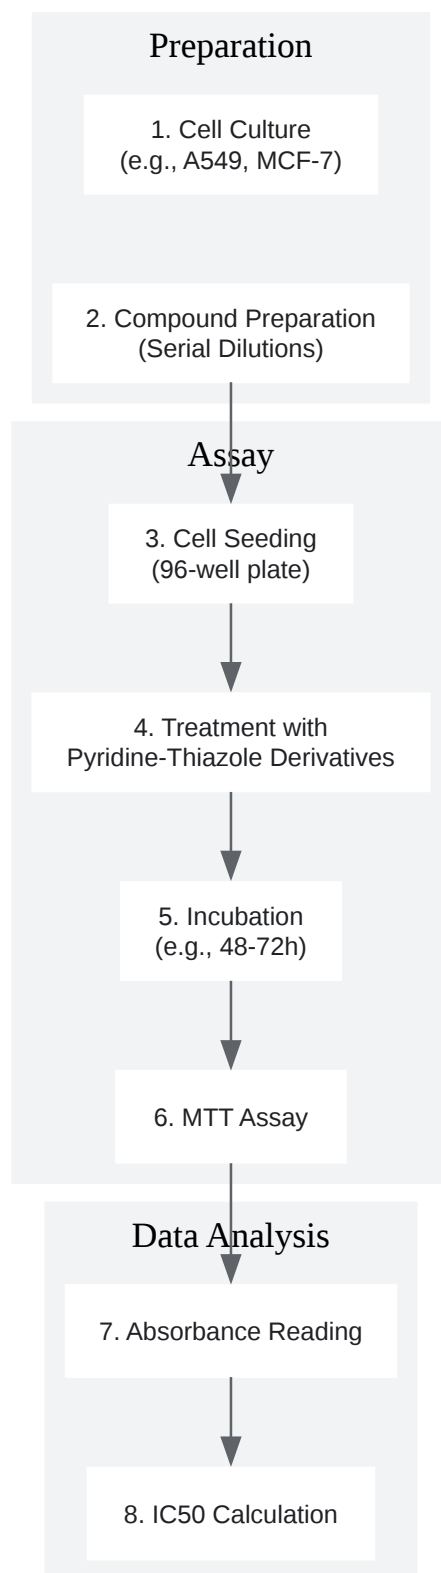 Preparation
1. Cell Culture
(e.g., A549, MCF-7)
2. Compound Preparation
(Serial Dilutions)
Assay
3. Cell Seeding
(96-well plate)
4. Treatment with
Pyridine-Thiazole Derivatives
5. Incubation
(e.g., 48-72h)
6. MTT Assay
Data Analysis
7. Absorbance Reading
8. IC50 Calculation